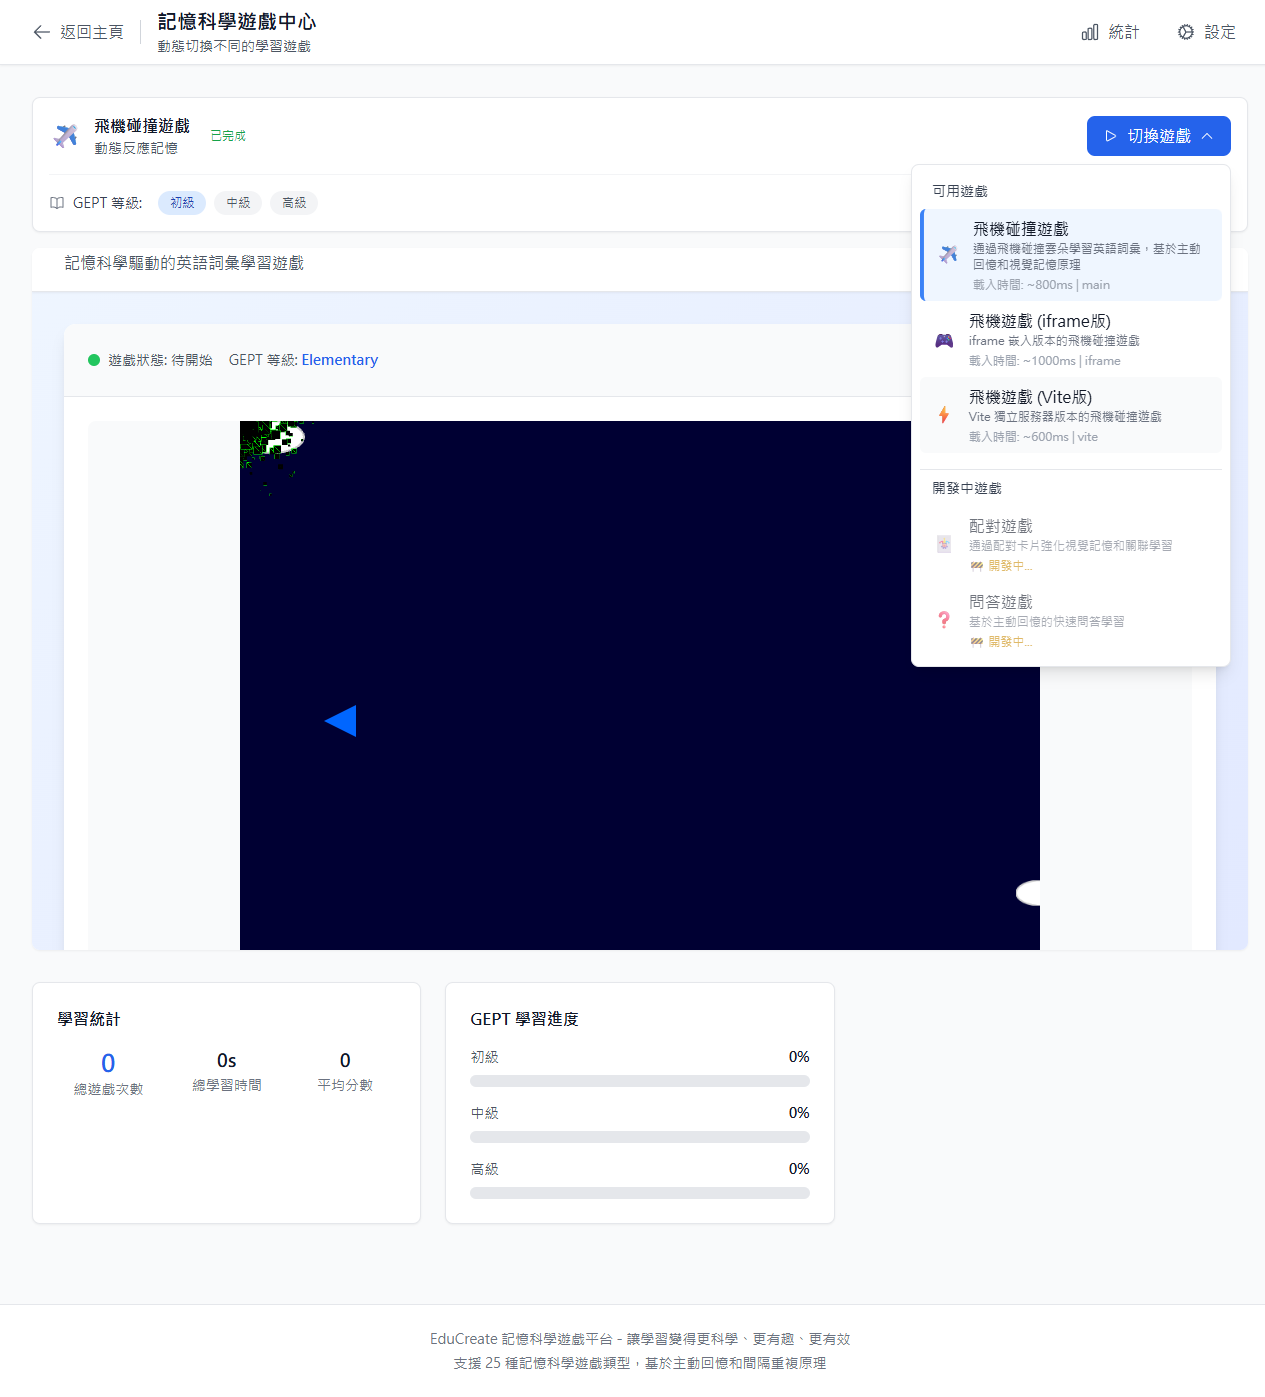 返回主頁
記憶科學遊戲中心
動態切換不同的學習遊戲
統計
設定
飛機碰撞遊戲
動態反應記憶
已完成
切換遊戲
GEPT 等級:
初級
中級
高級
可用遊戲
飛機碰撞遊戲
通過飛機碰撞雲朵學習英語詞彙，基於主動
回憶和視覺記憶原理
載入時間: ~800ms | main
飛機遊戲 (iframe版)
iframe 嵌入版本的飛機碰撞遊戲
載入時間: ~1000ms | iframe
飛機遊戲 (Vite版)
Vite 獨立服務器版本的飛機碰撞遊戲
載入時間: ~600ms | vite
開發中遊戲
配對遊戲
通過配對卡片強化視覺記憶和關聯學習
🚧 開發中...
問答遊戲
基於主動回憶的快速問答學習
🚧 開發中...
記憶科學驅動的英語詞彙學習遊戲
遊戲狀態: 待開始
GEPT 等級: Elementary
學習統計
0
總遊戲次數
0s
總學習時間
0
平均分數
GEPT 學習進度
初級
0%
中級
0%
高級
0%
EduCreate 記憶科學遊戲平台 - 讓學習變得更科學、更有趣、更有效
支援 25 種記憶科學遊戲類型，基於主動回憶和間隔重複原理